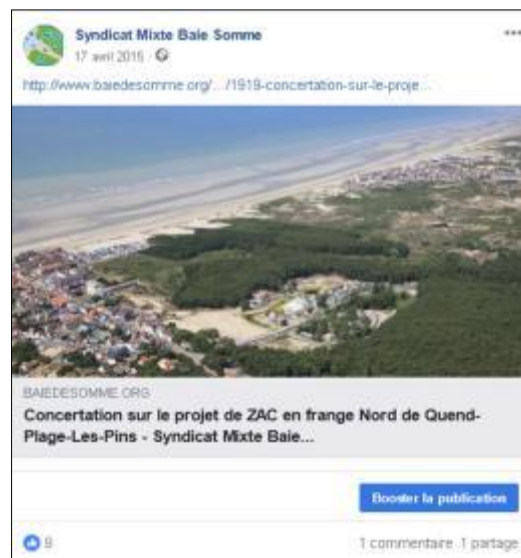 Syndicat Mixte Baie Somme
17 avril 2016
http://www.baiedesomme.org/.../1919-concertation-sur-le-proje...
BAIEDESOMME.ORG
Concertation sur le projet de ZAC en frange Nord de Quend-
Plage-Les-Pins - Syndicat Mixte Baie...
Booster la publication
8 1 commentaire 1 partage